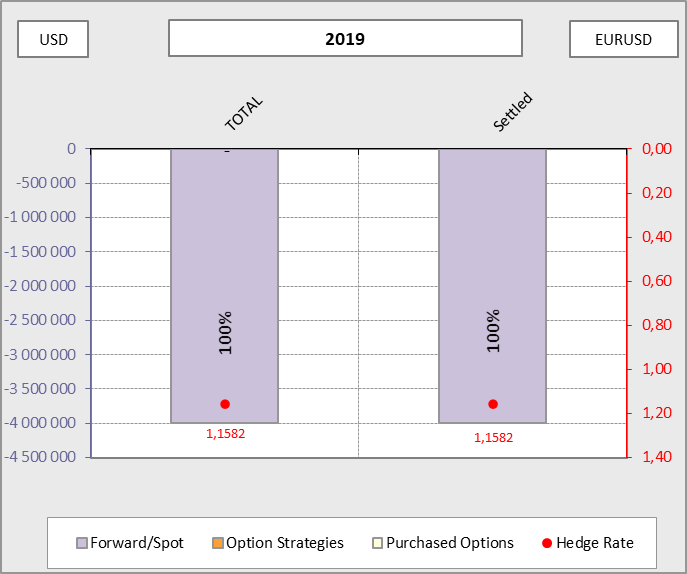 USD
2019
EURUSD
TOTAL
Settled
0
-500 000
-1 000 000
-1 500 000
-2 000 000
-2 500 000
-3 000 000
-3 500 000
-4 000 000
-4 500 000
100%
100%
1,1582
1,1582
0,00
0,20
0,40
0,60
0,80
1,00
1,20
1,40
Forward/Spot
Option Strategies
Purchased Options
Hedge Rate